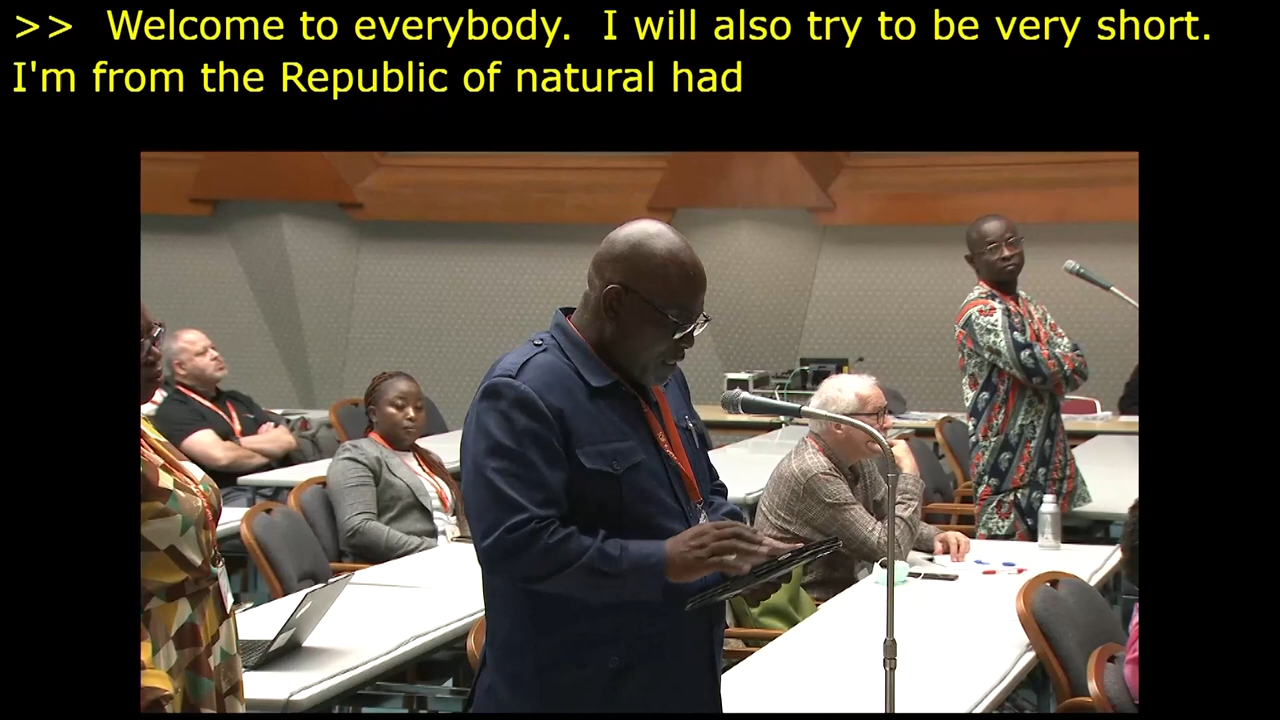 >> Welcome to everybody. I will also try to be very short.
I'm from the Republic of natural had